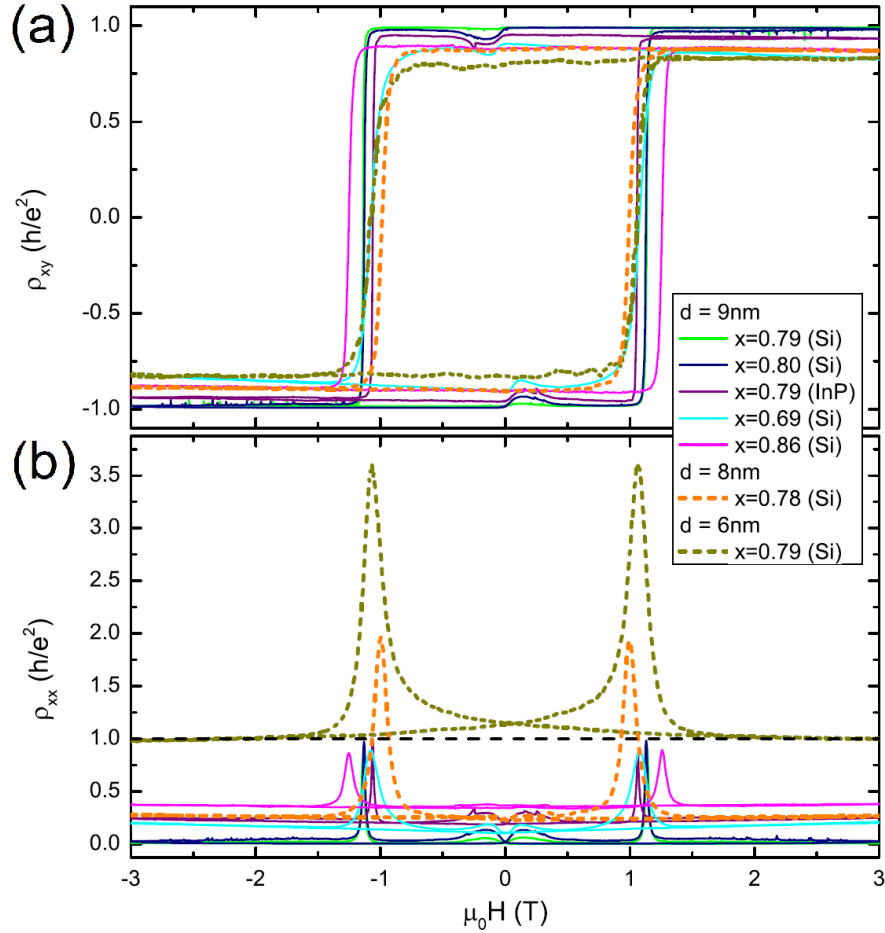 (a)
1.0
0.5
0.0
-0.5
-1.0
ρxy (h/e²)
d = 9nm
x=0.79 (Si)
x=0.80 (Si)
x=0.79 (InP)
x=0.69 (Si)
x=0.86 (Si)
d = 8nm
x=0.78 (Si)
d = 6nm
x=0.79 (Si)
(b)
3.5
3.0
2.5
2.0
1.5
1.0
0.5
0.0
ρxx (h/e²)
-3 -2 -1 0 1 2 3
μ₀H (T)